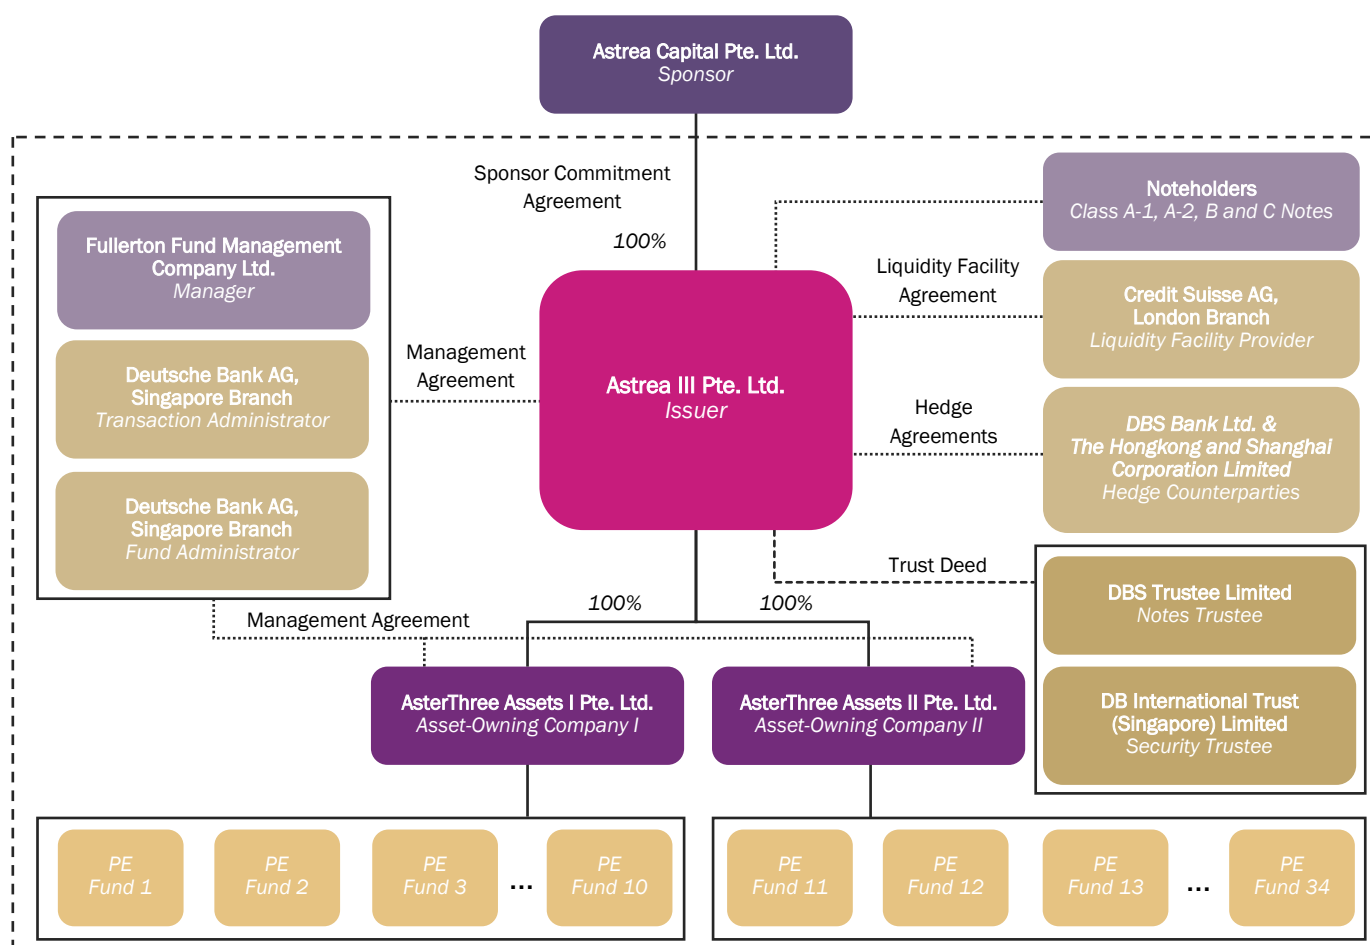 Astrea Capital Pte. Ltd.
Sponsor
Sponsor Commitment
Agreement
100%
Noteholders
Class A-1, A-2, B and C Notes
Fullerton Fund Management
Company Ltd.
Manager
Liquidity Facility
Agreement
Credit Suisse AG,
London Branch
Liquidity Facility Provider
Deutsche Bank AG,
Singapore Branch
Transaction Administrator
Management
Agreement
Astrea III Pte. Ltd.
Issuer
Hedge
Agreements
DBS Bank Ltd. &
The Hongkong and Shanghai
Corporation Limited
Hedge Counterparties
Deutsche Bank AG,
Singapore Branch
Fund Administrator
Trust Deed
DBS Trustee Limited
Notes Trustee
100%
100%
Management Agreement
AsterThree Assets I Pte. Ltd.
Asset-Owning Company I
AsterThree Assets II Pte. Ltd.
Asset-Owning Company II
DB International Trust
(Singapore) Limited
Security Trustee
PE
Fund 1
PE
Fund 2
PE
Fund 3
...
PE
Fund 10
PE
Fund 11
PE
Fund 12
PE
Fund 13
...
PE
Fund 34